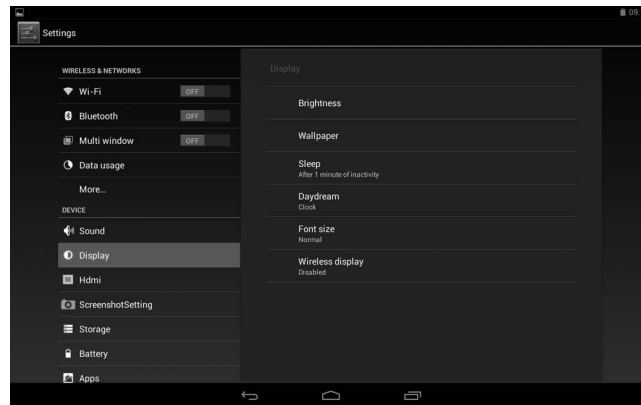 09:
Settings
WIRELESS & NETWORKS
Wi-Fi OFF
Bluetooth OFF
Multi window OFF
Data usage
More...
DEVICE
Sound
Display
Hdmi
ScreenshotSetting
Storage
Battery
Apps
Display
Brightness
Wallpaper
Sleep
After 1 minute of inactivity
Daydream
Clock
Font size
Normal
Wireless display
Disabled